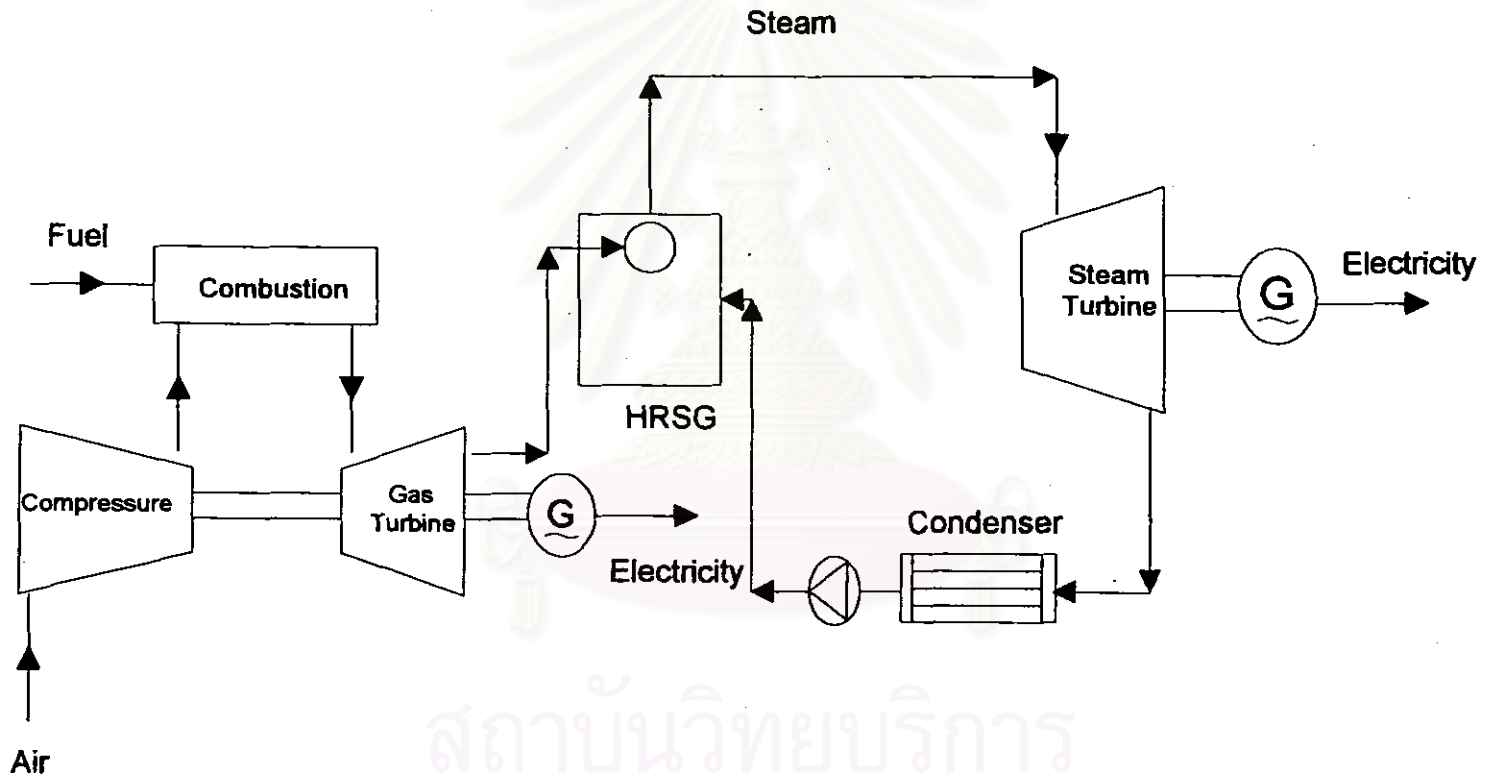 Steam
Fuel
Combustion
Steam
Turbine
G
Electricity
HRSG
Compressure
Gas
Turbine
G
Electricity
Condenser
Air
สถาบันวิทยบริการ